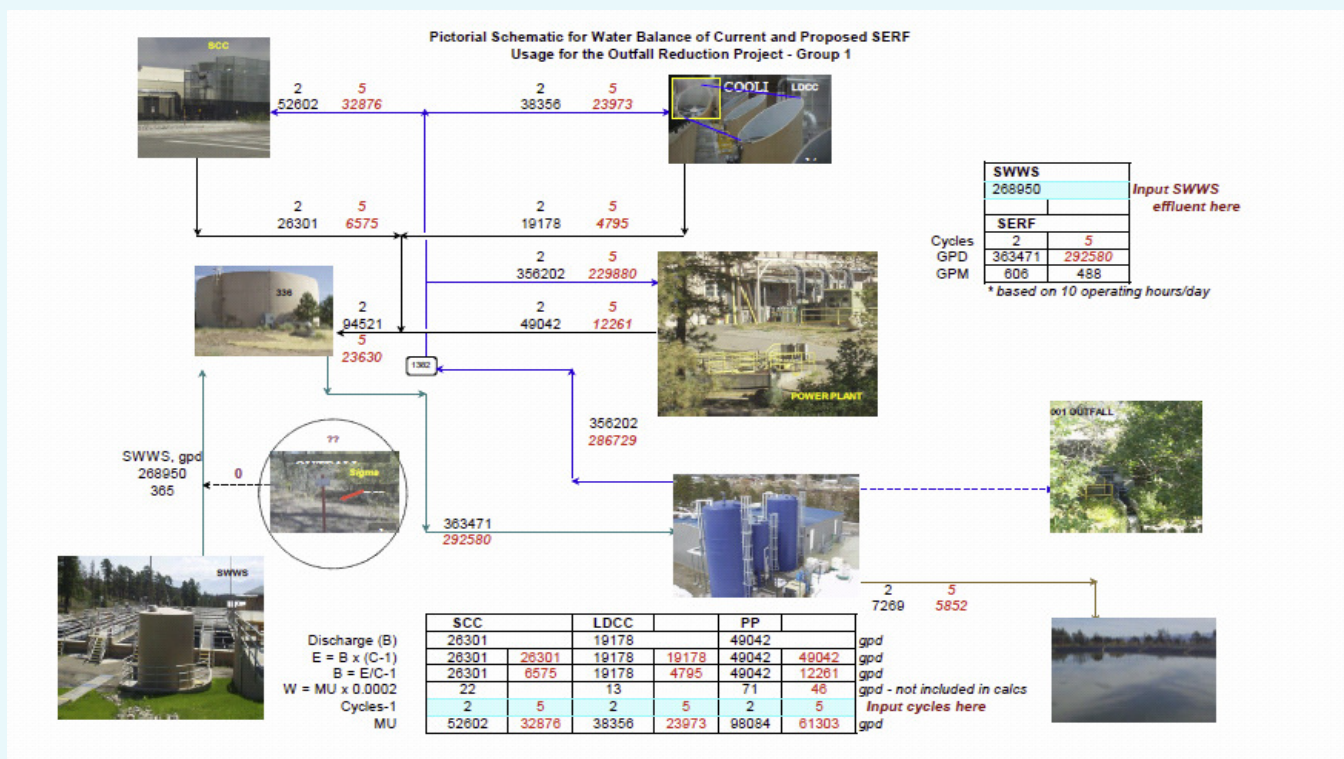 Pictorial Schematic for Water Balance of Current and Proposed SERF
Usage for the Outfall Reduction Project - Group 1
SCC
2 5
52602 32876
2 5
38356 23973
COOLI LDCC
2 5
26301 6575
2 5
19178 4795
SWWS
268950
Input SWWS
effluent here
SERF
Cycles 2 5
GPD 363471 292580
GPM 606 488
* based on 10 operating hours/day
336
2
94521
5
23630
2 5
356202 229880
2 5
49042 12261
1362
POWER PLANT
356202
286729
001 OUTFALL
SWWS, gpd
268950
365
0
??
Sigma
363471
292580
SWWS
2 5
7269 5852
SCC LDCC PP
Discharge (B) 26301 19178 49042 gpd
E = B x (C-1) 26301 26301 19178 19178 49042 49042 gpd
B = E/C-1 26301 6575 19178 4795 49042 12261 gpd
W = MU x 0.0002 22 13 71 46 gpd - not included in calcs
Cycles-1 2 5 2 5 2 5 Input cycles here
MU 52602 32876 38356 23973 98084 61303 gpd